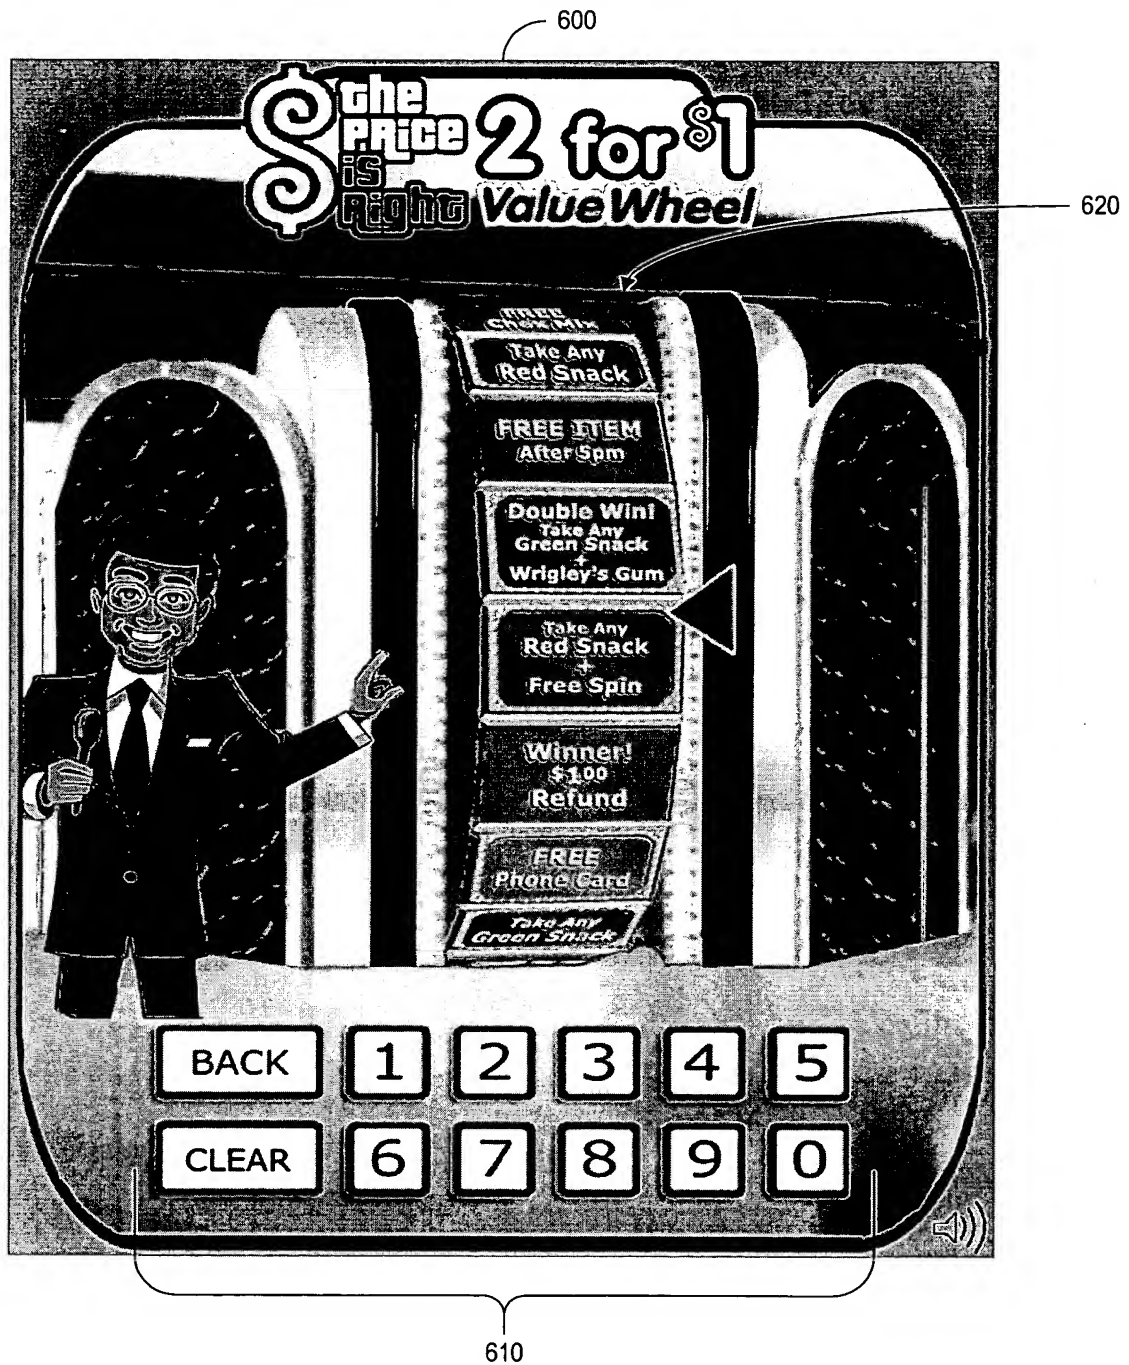 600
the
PRICE
is
Right
2 for $1
Value Wheel
620
FREE
Chex Mix
Take Any
Red Snack
FREE ITEM
After 5pm
Double Win!
Take Any
Green Snack
+
Wrigley's Gum
Take Any
Red Snack
+
Free Spin
Winner!
$1.00
Refund
FREE
Phone Card
Take Any
Green Snack
BACK 1 2 3 4 5
CLEAR 6 7 8 9 0
610